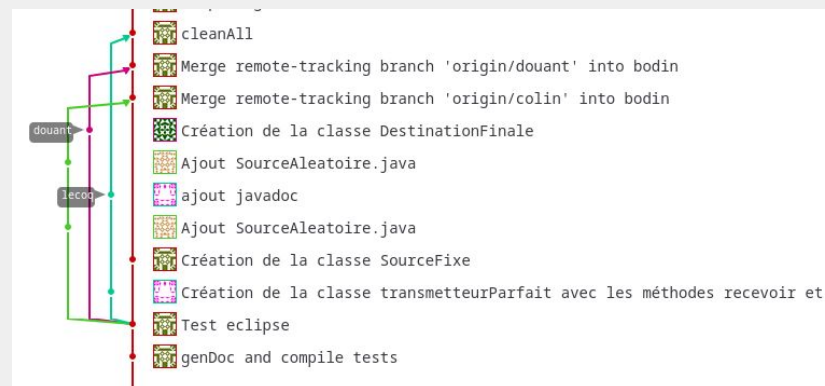 cleanAll
Merge remote-tracking branch 'origin/douant' into bodin
Merge remote-tracking branch 'origin/colin' into bodin
douant
Création de la classe DestinationFinale
Ajout SourceAleatoire.java
lecoq
ajout javadoc
Ajout SourceAleatoire.java
Création de la classe SourceFixe
Création de la classe transmetteurParfait avec les méthodes recevoir et
Test eclipse
genDoc and compile tests